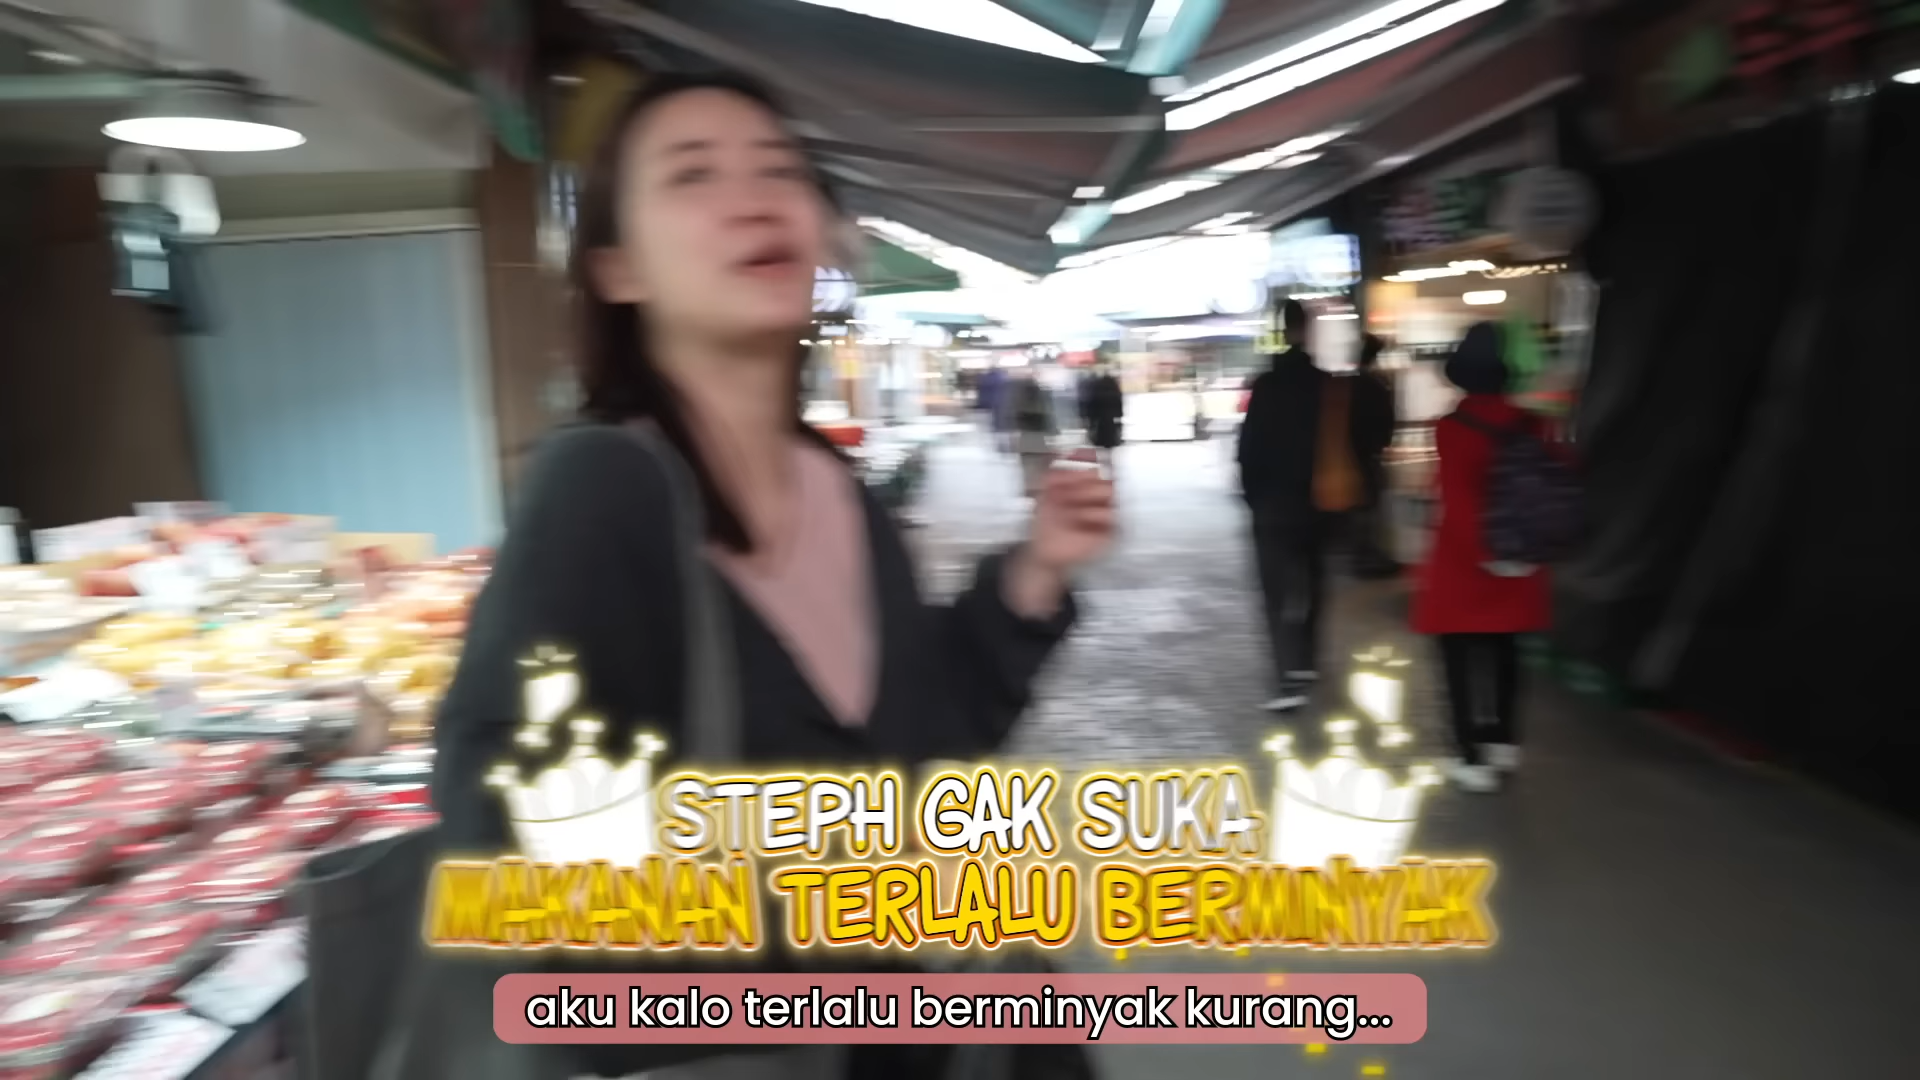 STEPH GAK SUKA
MAKANAN TERLALU BERMINYAK
aku kalo terlalu berminyak kurang...